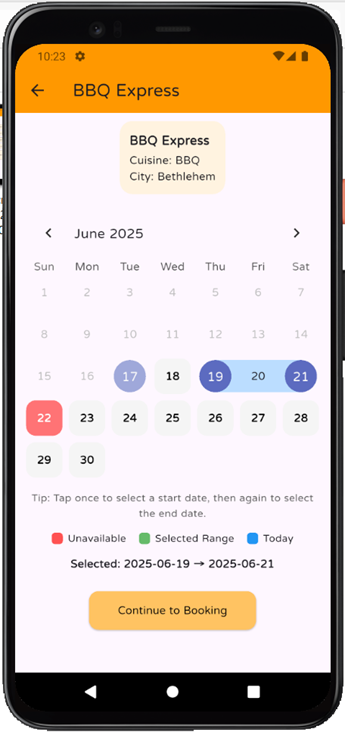 10:23
BBQ Express
BBQ Express
Cuisine: BBQ
City: Bethlehem
June 2025
Sun Mon Tue Wed Thu Fri Sat
1 2 3 4 5 6 7
8 9 10 11 12 13 14
15 16 17 18 19 20 21
22 23 24 25 26 27 28
29 30
Tip: Tap once to select a start date, then again to select
the end date.
Unavailable Selected Range Today
Selected: 2025-06-19 → 2025-06-21
Continue to Booking